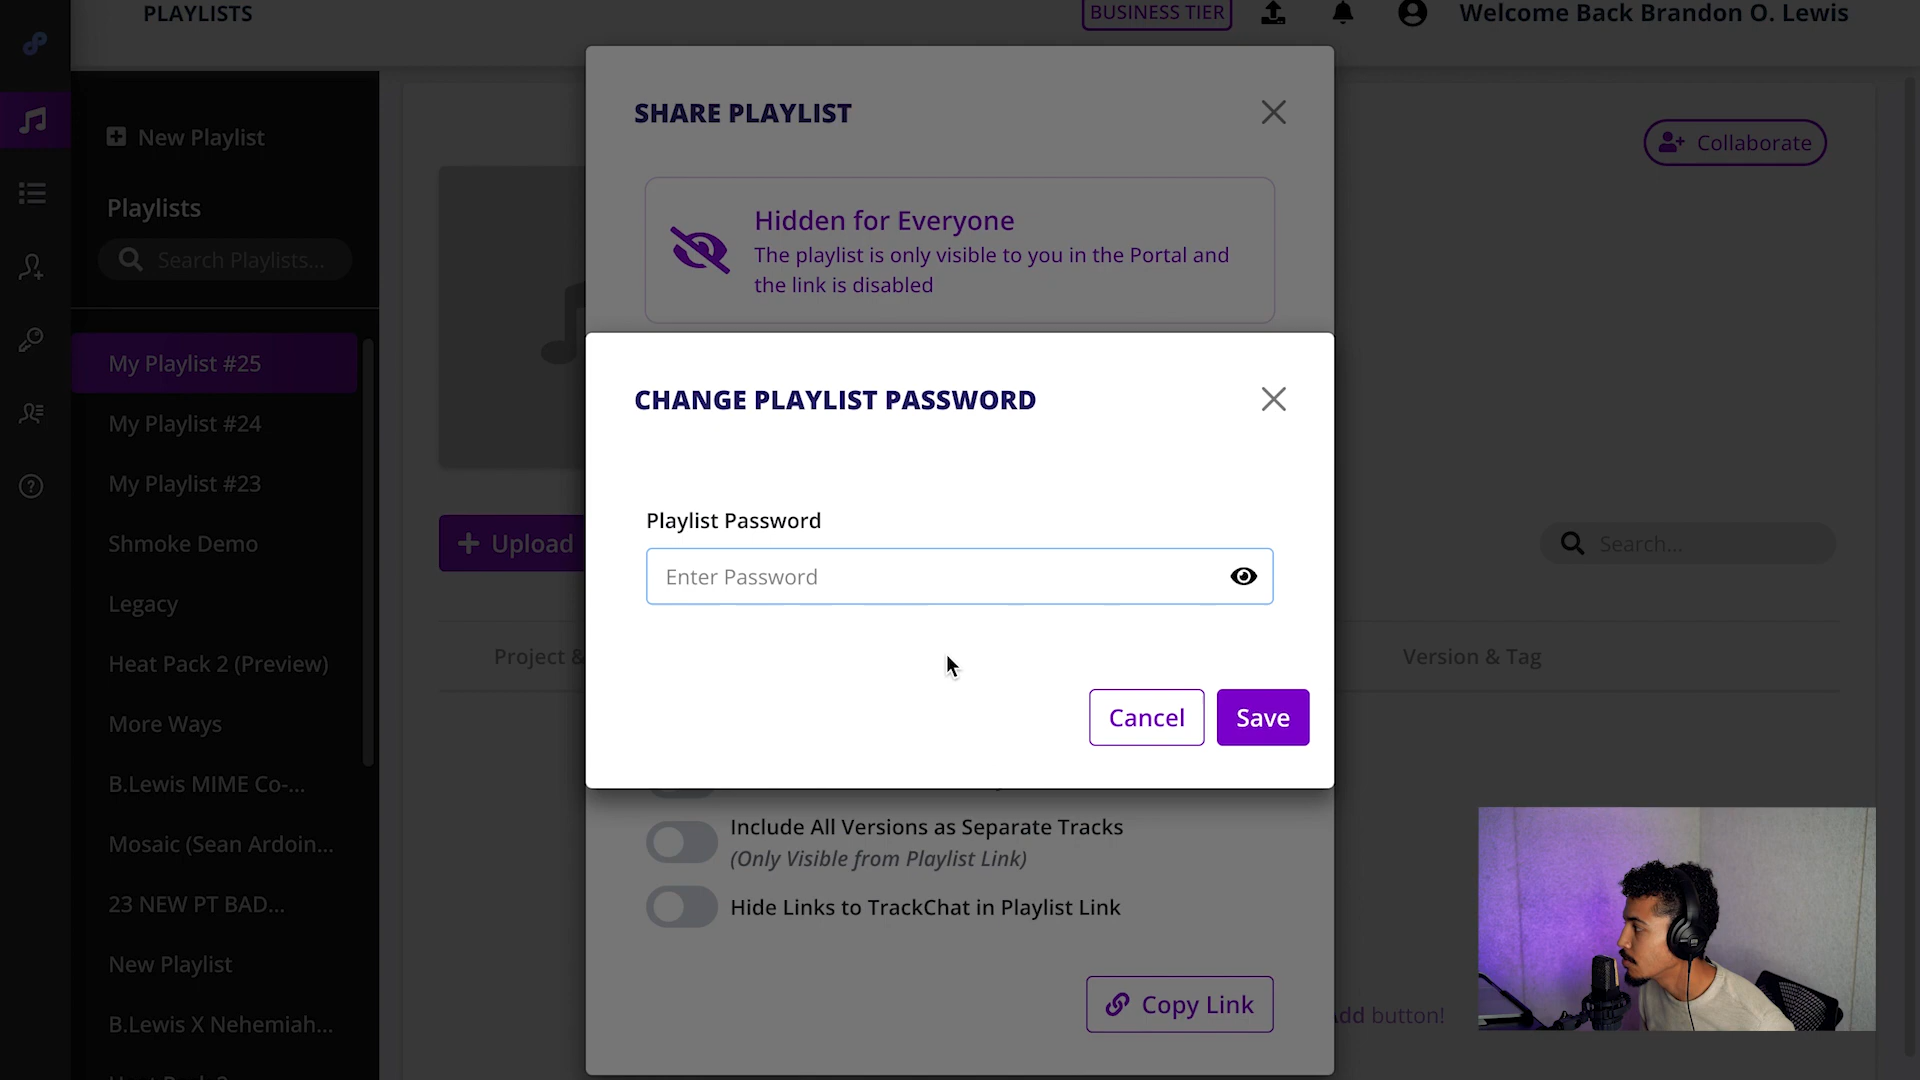 PLAYLISTS
BUSINESS TIER
Welcome Back Brandon O. Lewis
New Playlist
Playlists
Search Playlists...
My Playlist #25
My Playlist #24
My Playlist #23
Shmoke Demo
Legacy
Heat Pack 2 (Preview)
More Ways
B.Lewis MIME Co-...
Mosaic (Sean Ardoin...
23 NEW PT BAD...
New Playlist
B.Lewis X Nehemiah...
Collaborate
Upload
Search...
Project &
Version & Tag
SHARE PLAYLIST
Hidden for Everyone
The playlist is only visible to you in the Portal and
the link is disabled
CHANGE PLAYLIST PASSWORD
Playlist Password
Enter Password
Cancel
Save
Include All Versions as Separate Tracks
(Only Visible from Playlist Link)
Hide Links to TrackChat in Playlist Link
Copy Link
button!